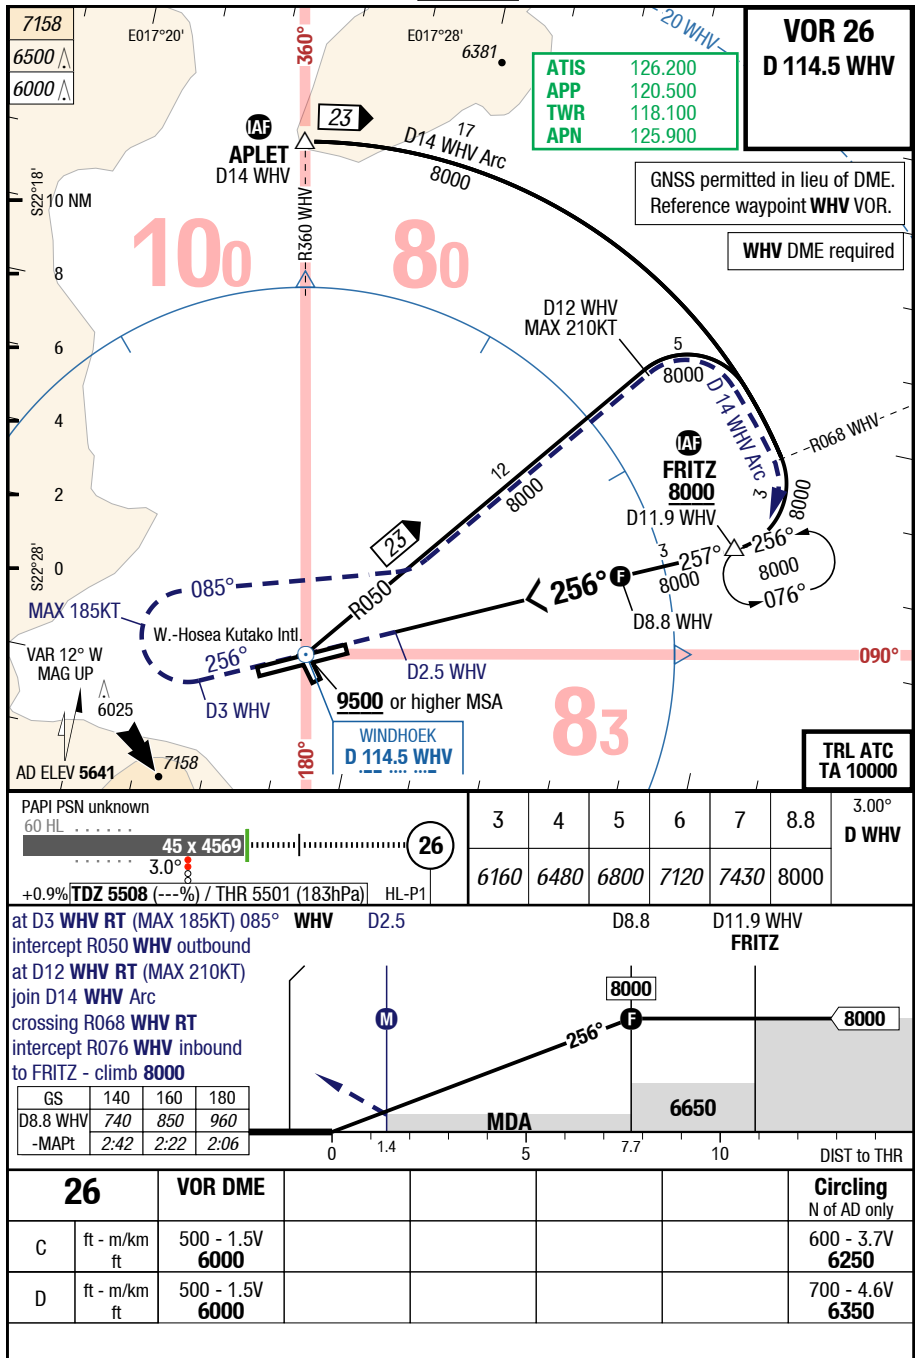 7158
6500
6000
E017°20'
E017°28'
6381
360°
20 WHV
VOR 26
D 114.5 WHV
ATIS 126.200
APP 120.500
TWR 118.100
APN 125.900
IAF
APLET
D14 WHV
23
17
D14 WHV Arc
8000
GNSS permitted in lieu of DME.
Reference waypoint WHV VOR.
WHV DME required
S22°18'
10 NM
8
6
4
2
0
S22°28'
R360 WHV
100
80
D12 WHV
MAX 210KT
5
8000
D 14 WHV Arc
3
8000
R068 WHV
IAF
FRITZ
8000
D11.9 WHV
12
8000
23
R050
085°
MAX 185KT
256°
D3 WHV
W.-Hosea Kutako Intl.
256°
F
3
8000
257°
256°
8000
076°
D8.8 WHV
D2.5 WHV
090°
9500 or higher MSA
83
WINDHOEK
D 114.5 WHV
180°
VAR 12° W
MAG UP
6025
7158
AD ELEV 5641
TRL ATC
TA 10000
PAPI PSN unknown
60 HL
45 x 4569
26
3.0°
+0.9% TDZ 5508 (---%) / THR 5501 (183hPa) HL-P1
3 4 5 6 7 8.8 3.00°
D WHV
6160 6480 6800 7120 7430 8000
at D3 WHV RT (MAX 185KT) 085°
intercept R050 WHV outbound
at D12 WHV RT (MAX 210KT)
join D14 WHV Arc
crossing R068 WHV RT
intercept R076 WHV inbound
to FRITZ - climb 8000
WHV D2.5 D8.8 D11.9 WHV
FRITZ
8000
M
F
256°
8000
MDA
6650
GS 140 160 180
D8.8 WHV 740 850 960
-MAPt 2:42 2:22 2:06
0 1.4 5 7.7 10 DIST to THR
26 VOR DME Circling
N of AD only
C ft - m/km 500 - 1.5V 600 - 3.7V
ft 6000 6250
D ft - m/km 500 - 1.5V 700 - 4.6V
ft 6000 6350